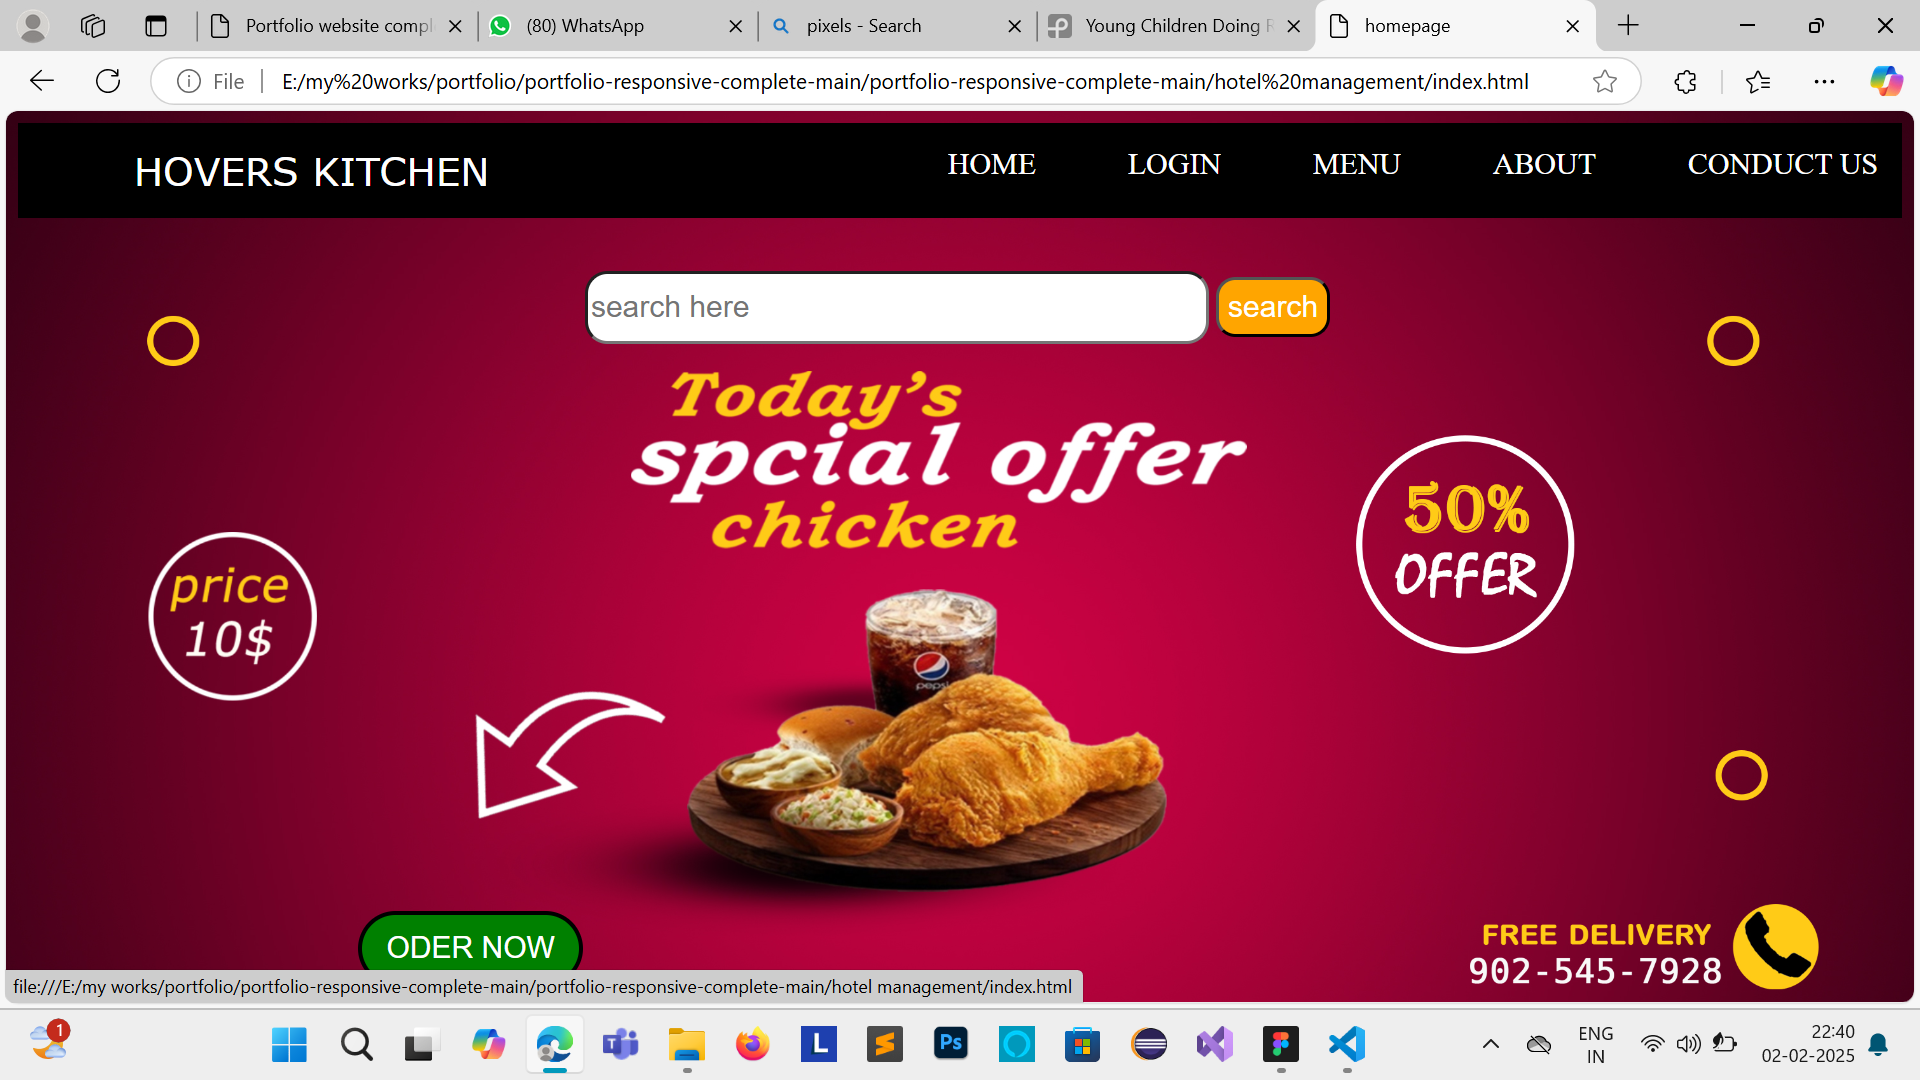 Portfolio website compl
(80) WhatsApp
pixels - Search
Young Children Doing R
homepage
File
E:/my%20works/portfolio/portfolio-responsive-complete-main/portfolio-responsive-complete-main/hotel%20management/index.html
HOVERS KITCHEN
HOME
LOGIN
MENU
ABOUT
CONDUCT US
search here
search
Today's
spcial offer
chicken
50%
OFFER
price
10$
pepsi
ODER NOW
FREE DELIVERY
902-545-7928
file:///E:/my works/portfolio/portfolio-responsive-complete-main/portfolio-responsive-complete-main/hotel management/index.html
1
T
L
S
Ps
ENG
IN
22:40
02-02-2025